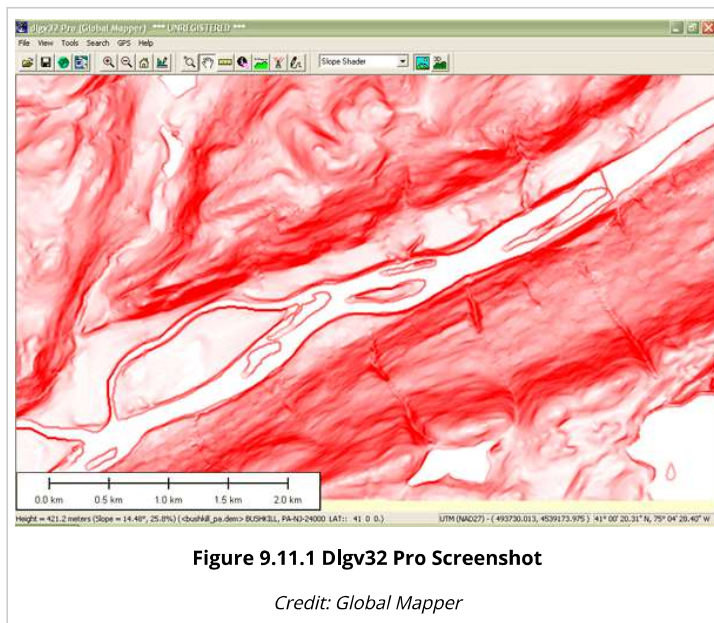 dlgv32 Pro (Global Mapper) *** UNREGISTERED ***
File View Tools Search GPS Help
Slope Shader
3D
0.0 km 0.5 km 1.0 km 1.5 km 2.0 km
Height = 421.2 meters (Slope = 14.48°, 25.8%) (<bushkill_pa.dem> BUSHKILL, PA-NJ-24000 LAT:: 41 0 0.) UTM (NAD27) - ( 493730.013, 4539173.975 ) 41° 00' 20.31" N, 75° 04' 28.40" W
Figure 9.11.1 Dlgv32 Pro Screenshot
Credit: Global Mapper